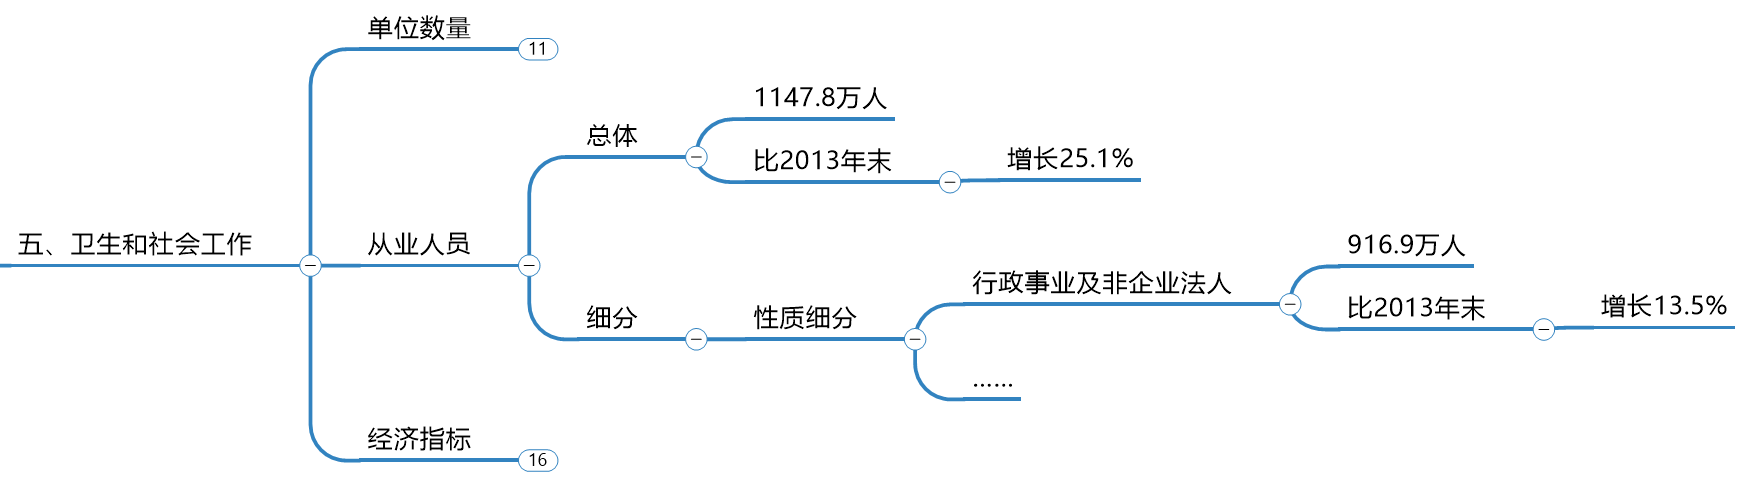 单位数量
11
1147.8万人
总体
比2013年末
增长25.1%
五、卫生和社会工作
从业人员
916.9万人
行政事业及非企业法人
比2013年末
增长13.5%
细分
性质细分
……
经济指标
16